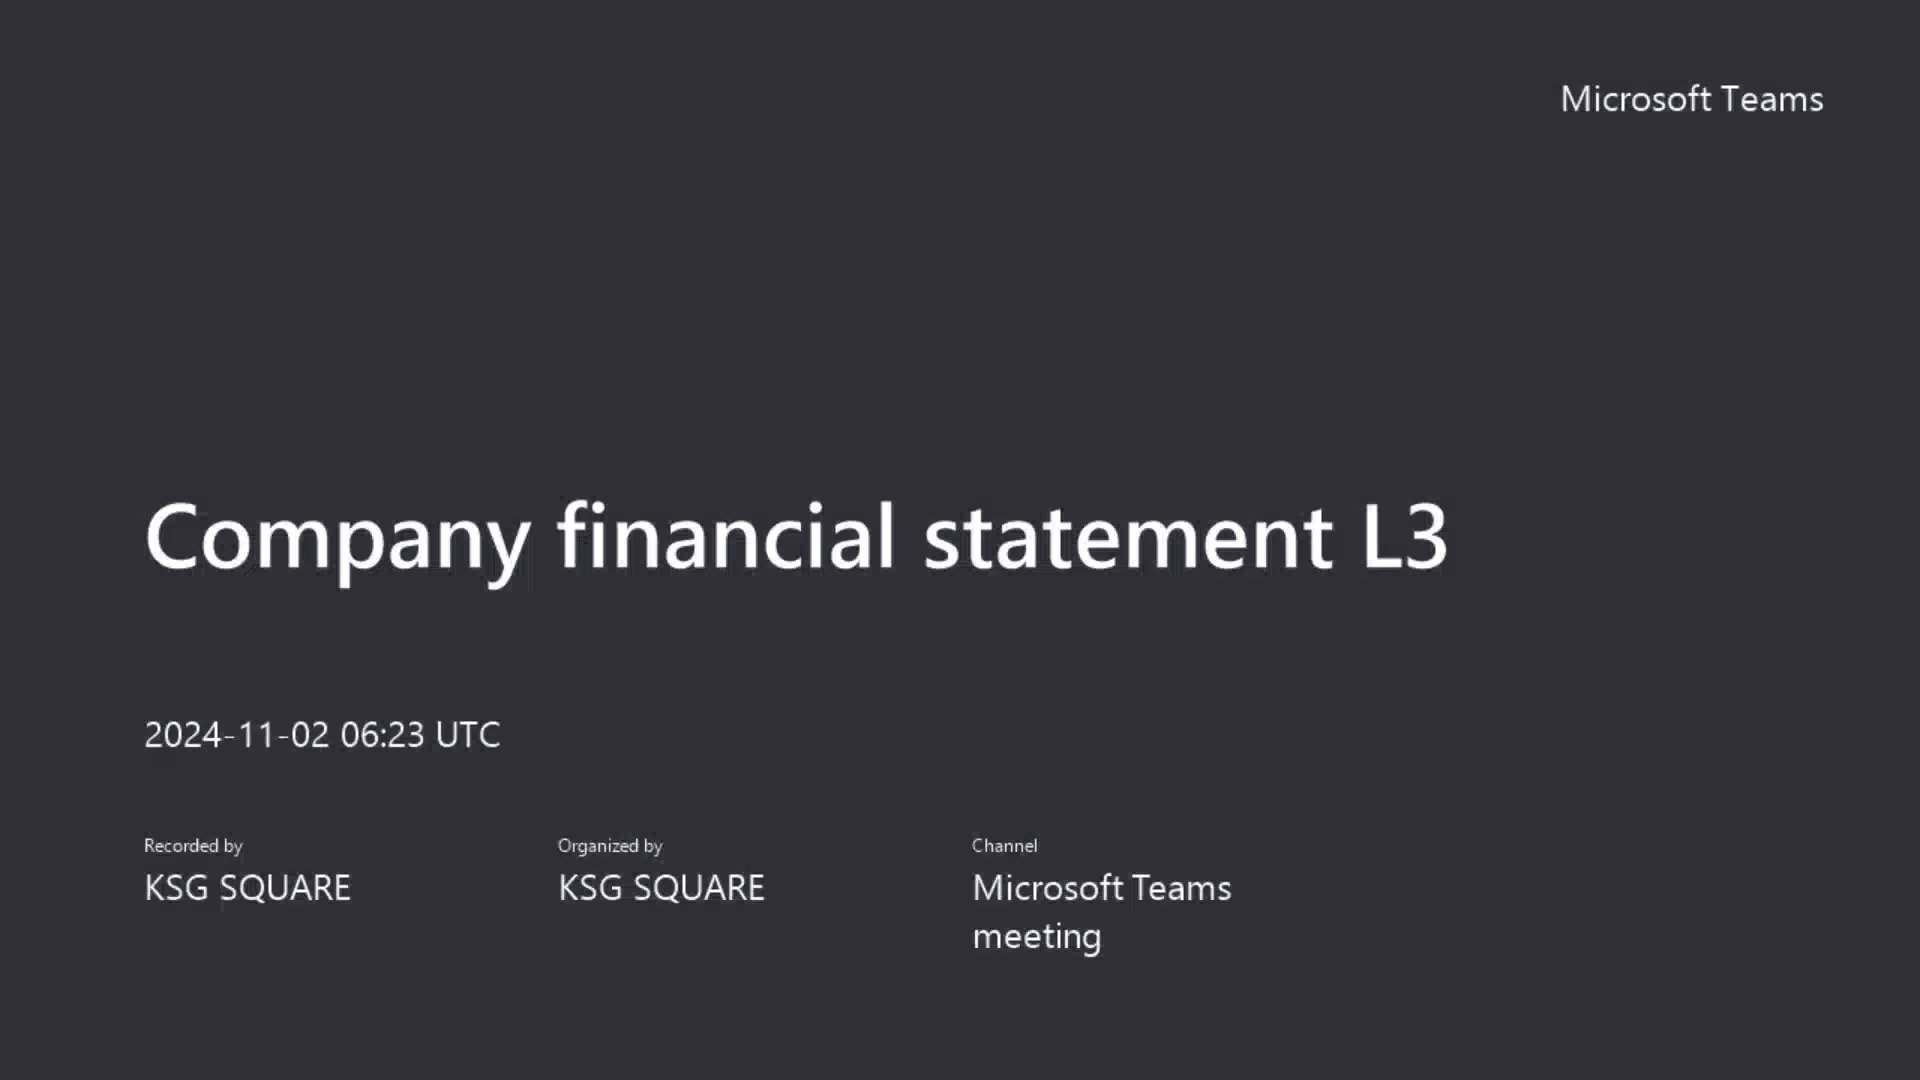 Microsoft Teams
Company financial statement L3
2024-11-02 06:23 UTC
Recorded by
KSG SQUARE
Organized by
KSG SQUARE
Channel
Microsoft Teams
meeting